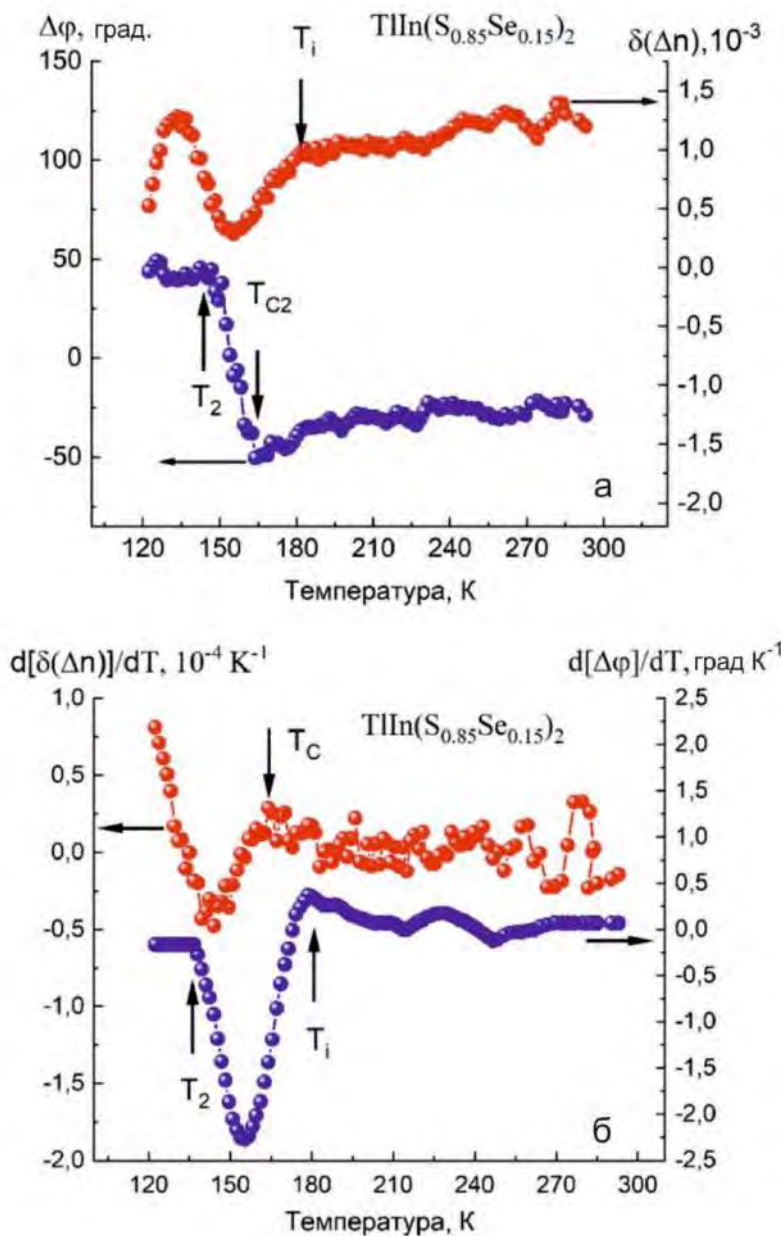 Δφ, град.
TlIn(S₀.₈₅Se₀.₁₅)₂
δ(Δn),10⁻³
150
100
50
0
-50
Tᵢ
T_C2
T₂
а
2,0
1,5
1,0
0,5
0,0
-0,5
-1,0
-1,5
-2,0
120 150 180 210 240 270 300
Температура, К
d[δ(Δn)]/dT, 10⁻⁴ K⁻¹
d[Δφ]/dT, град K⁻¹
TlIn(S₀.₈₅Se₀.₁₅)₂
1,0
0,5
0,0
-0,5
-1,0
-1,5
-2,0
T_C
T₂
Tᵢ
б
2,5
2,0
1,5
1,0
0,5
0,0
-0,5
-1,0
-1,5
-2,0
-2,5
120 150 180 210 240 270 300
Температура, К